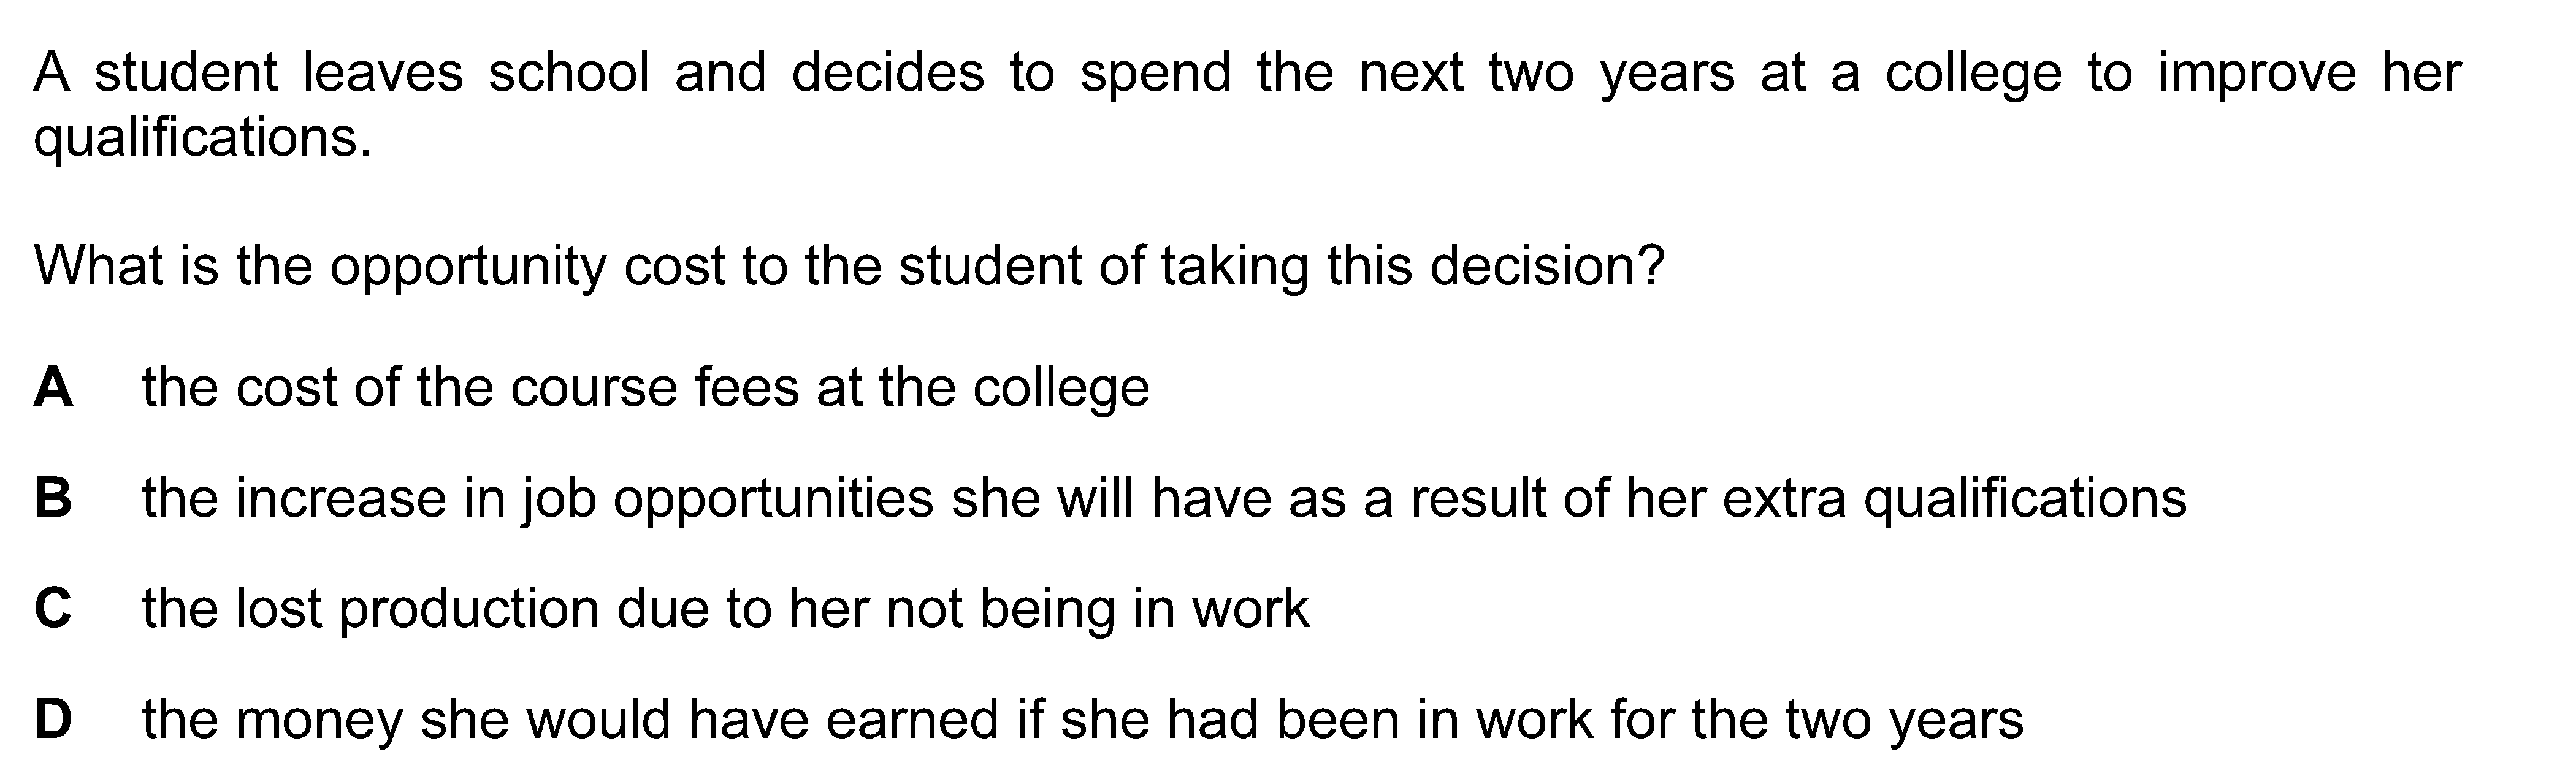 A student leaves school and decides to spend the next two years at a college to improve her
qualifications.
What is the opportunity cost to the student of taking this decision?
A the cost of the course fees at the college
B the increase in job opportunities she will have as a result of her extra qualifications
C the lost production due to her not being in work
D the money she would have earned if she had been in work for the two years